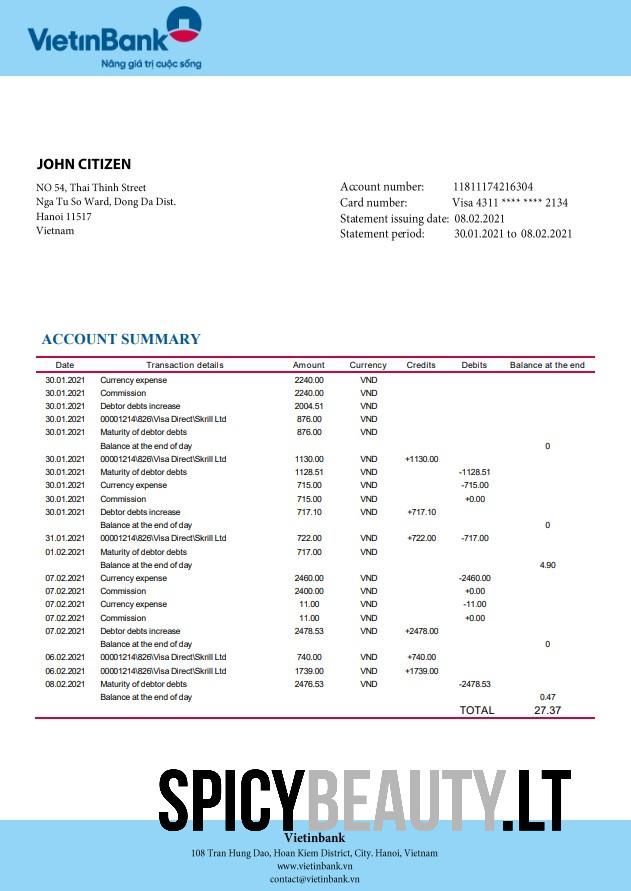 VietinBank
Nâng giá trị cuộc sống
JOHN CITIZEN
NO 54, Thai Thinh Street
Nga Tu So Ward, Dong Da Dist.
Hanoi 11517
Vietnam
Account number: 11811174216304
Card number: Visa 4311 **** **** 2134
Statement issuing date: 08.02.2021
Statement period: 30.01.2021 to 08.02.2021
ACCOUNT SUMMARY
Date Transaction details Amount Currency Credits Debits Balance at the end
30.01.2021 Currency expense 2240.00 VND
30.01.2021 Commission 2240.00 VND
30.01.2021 Debtor debts increase 2004.51 VND
30.01.2021 00001214\826\Visa Direct\Skrill Ltd 876.00 VND
30.01.2021 Maturity of debtor debts 876.00 VND
Balance at the end of day 0
30.01.2021 00001214\826\Visa Direct\Skrill Ltd 1130.00 VND +1130.00
30.01.2021 Maturity of debtor debts 1128.51 VND -1128.51
30.01.2021 Currency expense 715.00 VND -715.00
30.01.2021 Commission 715.00 VND +0.00
30.01.2021 Debtor debts increase 717.10 VND +717.10
Balance at the end of day 0
31.01.2021 00001214\826\Visa Direct\Skrill Ltd 722.00 VND +722.00 -717.00
01.02.2021 Maturity of debtor debts 717.00 VND
Balance at the end of day 4.90
07.02.2021 Currency expense 2460.00 VND -2460.00
07.02.2021 Commission 2400.00 VND +0.00
07.02.2021 Currency expense 11.00 VND -11.00
07.02.2021 Commission 11.00 VND +0.00
07.02.2021 Debtor debts increase 2478.53 VND +2478.00
Balance at the end of day 0
06.02.2021 00001214\826\Visa Direct\Skrill Ltd 740.00 VND +740.00
06.02.2021 00001214\826\Visa Direct\Skrill Ltd 1739.00 VND +1739.00
08.02.2021 Maturity of debtor debts 2476.53 VND -2478.53
Balance at the end of day 0.47
TOTAL 27.37
SPICYBEAUTY.LT
Vietinbank
108 Tran Hung Dao, Hoan Kiem District, City. Hanoi, Vietnam
www.vietinbank.vn
contact@vietinbank.vn